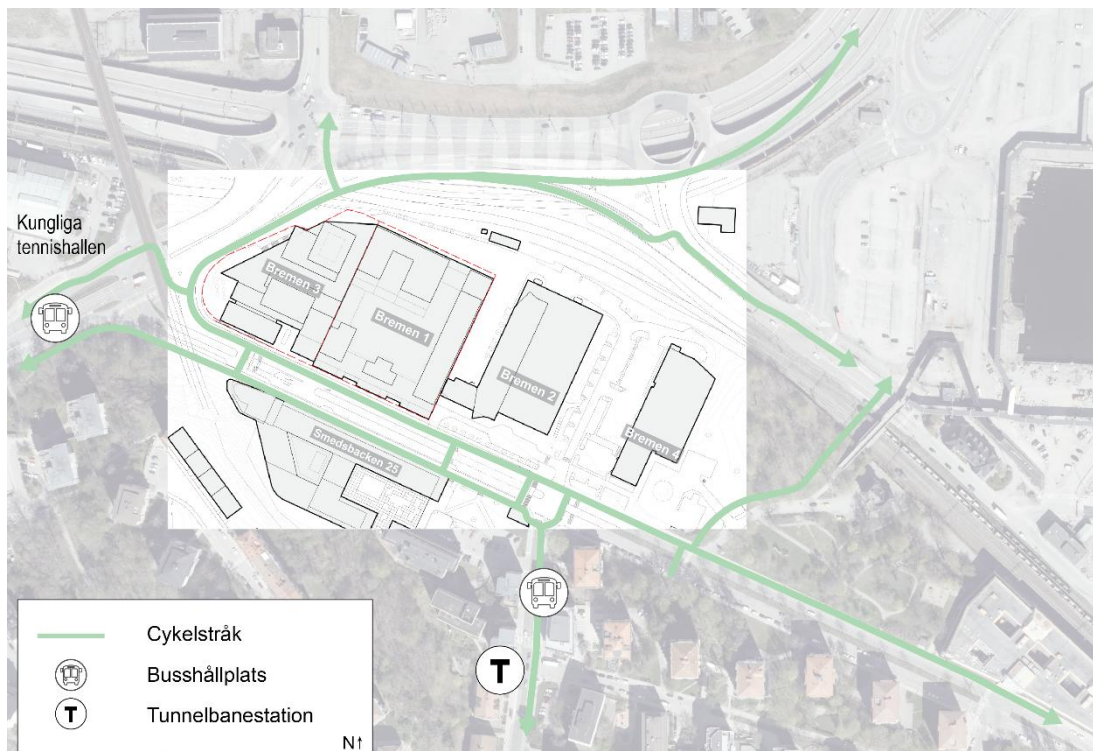 Kungliga
tennishallen
Bremen 3
Bremen 1
Bremen 2
Bremen 4
Smedsbacken 25
T
Cykelstråk
Busshållplats
T
Tunnelbanestation
N↑